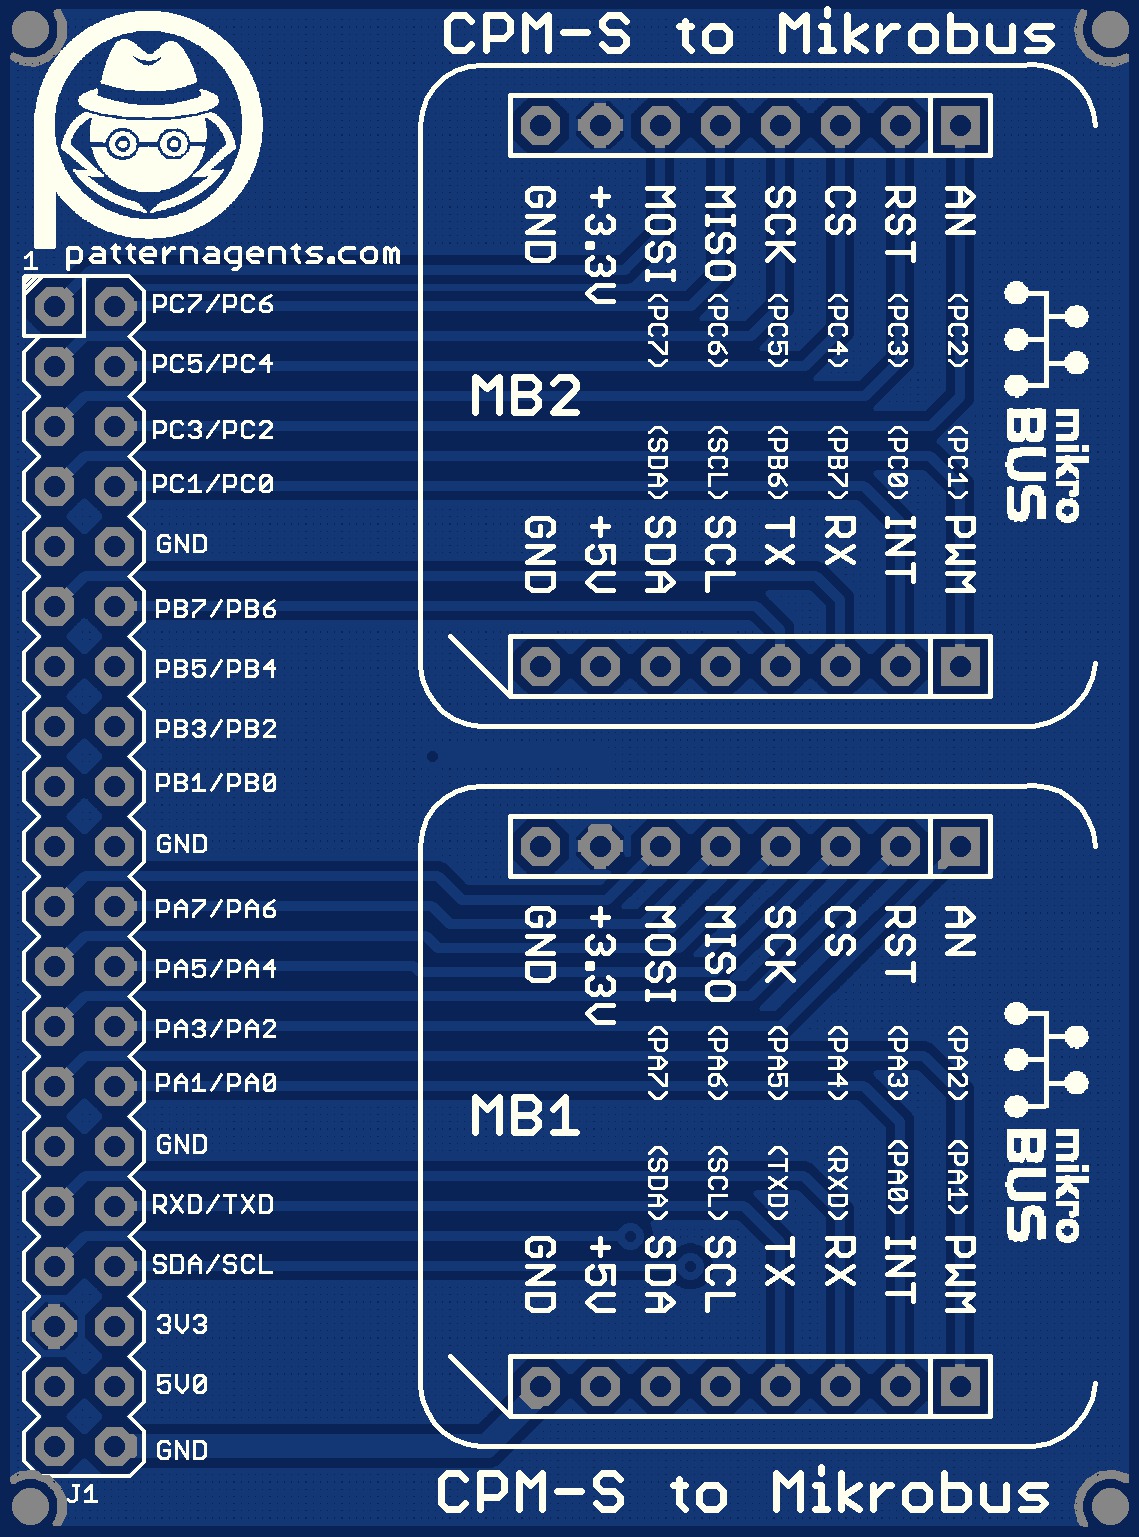 CPM-S to Mikrobus
patternagents.com
1
PC7/PC6
PC5/PC4
PC3/PC2
PC1/PC0
GND
PB7/PB6
PB5/PB4
PB3/PB2
PB1/PB0
GND
PA7/PA6
PA5/PA4
PA3/PA2
PA1/PA0
GND
RXD/TXD
SDA/SCL
3V3
5V0
GND
J1
GND
+3.3V
MOSI (PC7)
MISO (PC6)
SCK (PC5)
CS (PC4)
RST (PC3)
AN (PC2)
MB2
GND
+5V
(SDA) SDA
(SCL) SCL
(PB6) TX
(PB7) RX
(PC0) INT
(PC1) PWM
mikro
BUS
GND
+3.3V
MOSI (PA7)
MISO (PA6)
SCK (PA5)
CS (PA4)
RST (PA3)
AN (PA2)
MB1
GND
+5V
(SDA) SDA
(SCL) SCL
(TXD) TX
(RXD) RX
(PA0) INT
(PA1) PWM
mikro
BUS
CPM-S to Mikrobus